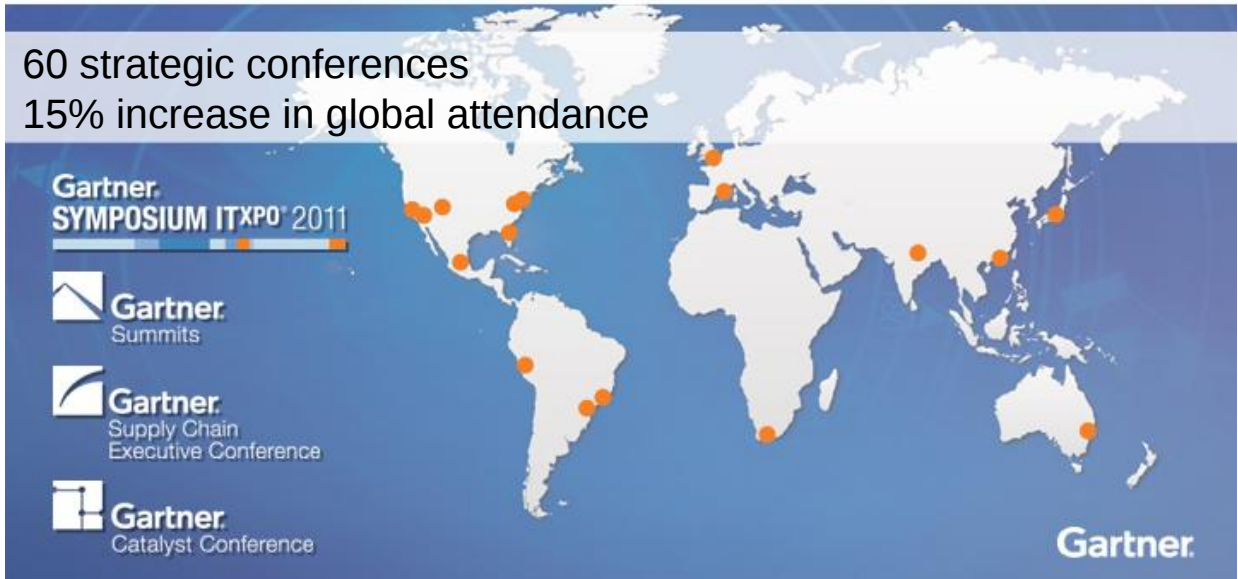 60 strategic conferences
15% increase in global attendance
Gartner.
SYMPOSIUM ITXPO® 2011
Gartner.
Summits
Gartner.
Supply Chain
Executive Conference
Gartner.
Catalyst Conference
Gartner.